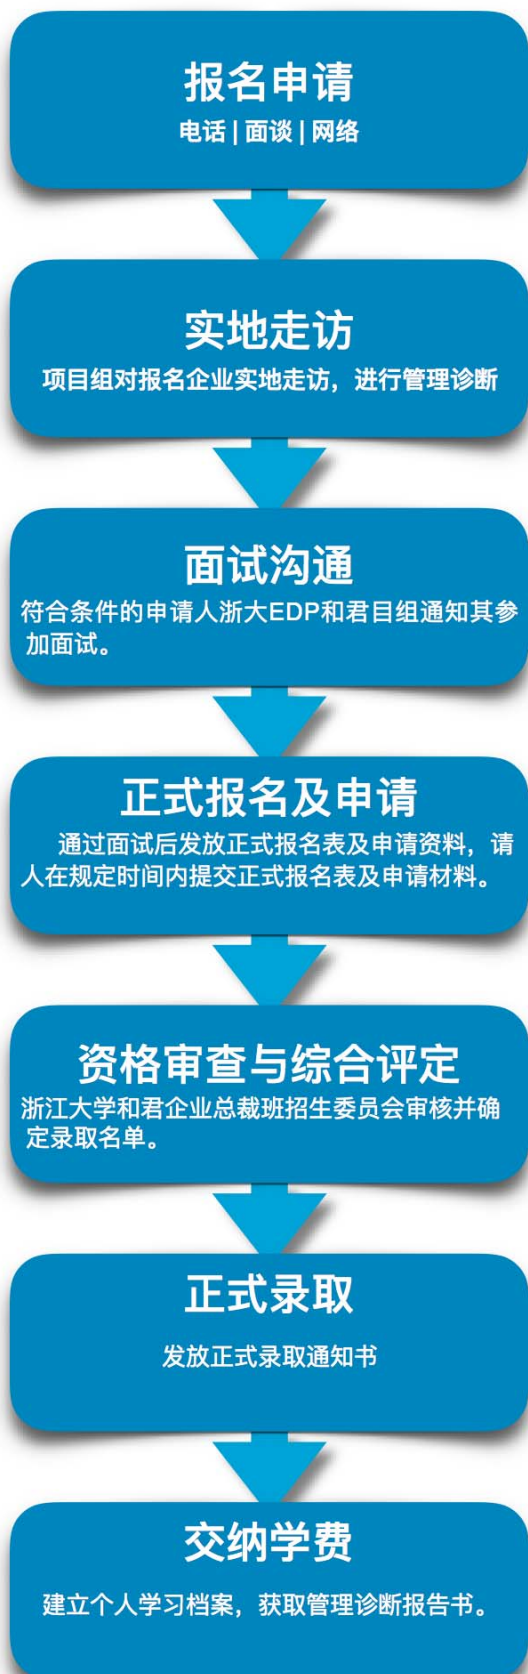 报名申请
电话 | 面谈 | 网络
实地走访
项目组对报名企业实地走访，进行管理诊断
面试沟通
符合条件的申请人浙大EDP和君目组通知其参
加面试。
正式报名及申请
通过面试后发放正式报名表及申请资料，请
人在规定时间内提交正式报名表及申请材料。
资格审查与综合评定
浙江大学和君企业总裁班招生委员会审核并确
定录取名单。
正式录取
发放正式录取通知书
交纳学费
建立个人学习档案，获取管理诊断报告书。